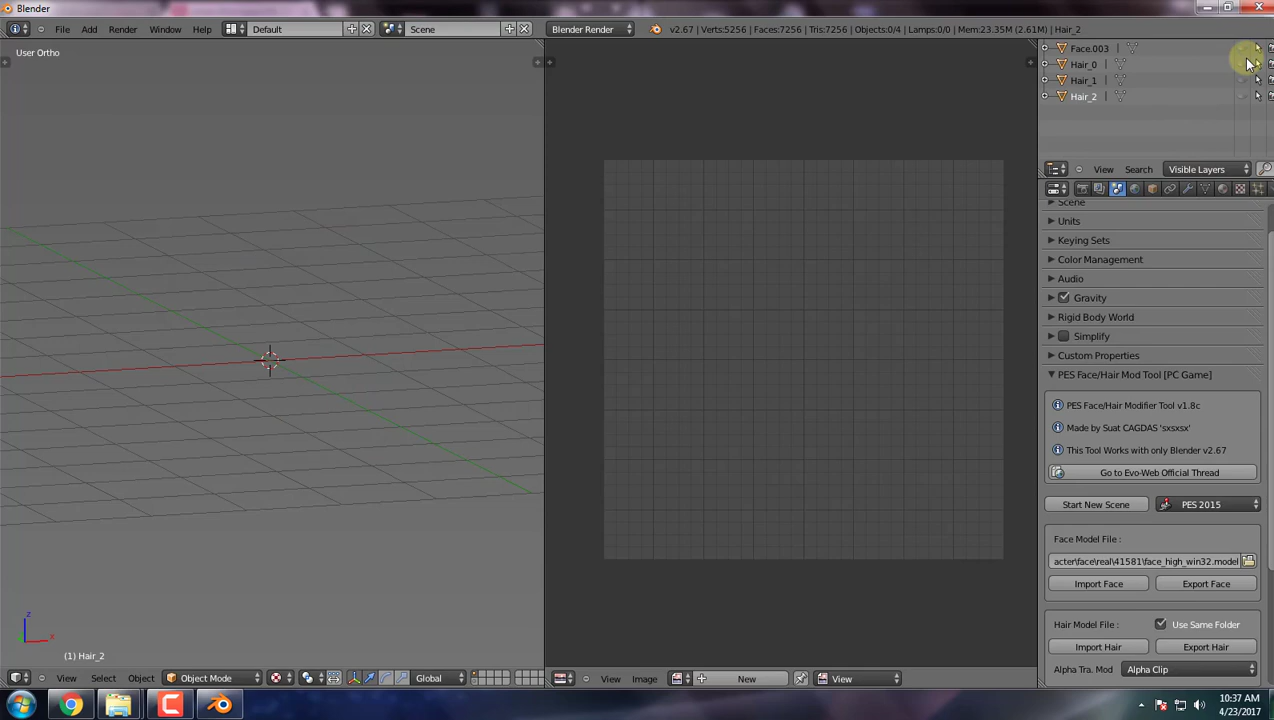 Blender
File Add Render Window Help Default Scene Blender Render v2.67 | Verts:5256 | Faces:7256 | Tris:7256 | Objects:0/4 | Lamps:0/0 | Mem:23.35M (2.61M) | Hair_2
User Ortho
Face.003
Hair_0
Hair_1
Hair_2
View Search Visible Layers
Scene
Units
Keying Sets
Color Management
Audio
Gravity
Rigid Body World
Simplify
Custom Properties
PES Face/Hair Mod Tool [PC Game]
PES Face/Hair Modifier Tool v1.8c
Made by Suat CAGDAS 'sxsxsx'
This Tool Works with only Blender v2.67
Go to Evo-Web Official Thread
Start New Scene PES 2015
Face Model File :
acter\face\real\41581\face_high_win32.model
Import Face Export Face
Hair Model File : Use Same Folder
Import Hair Export Hair
Alpha Tra. Mod Alpha Clip
z
x
(1) Hair_2
View Select Object Object Mode Global
View Image New View
10:37 AM
4/23/2017